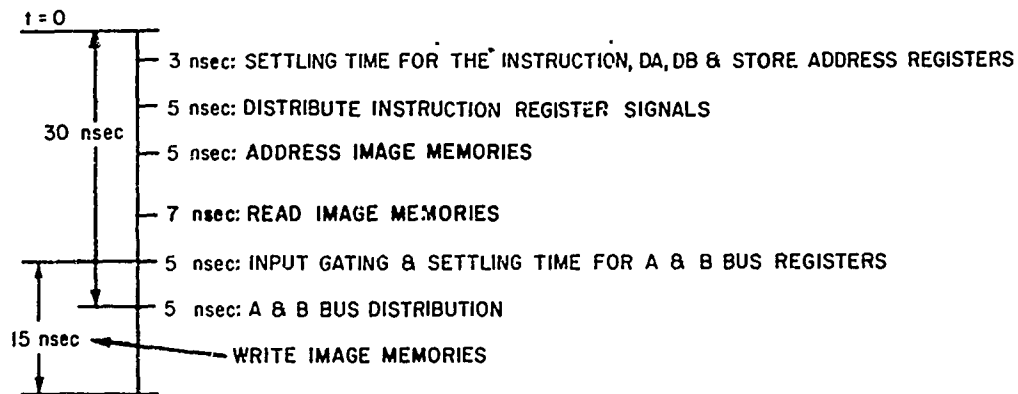 t = 0
3 nsec: SETTLING TIME FOR THE INSTRUCTION, DA, DB & STORE ADDRESS REGISTERS
5 nsec: DISTRIBUTE INSTRUCTION REGISTER SIGNALS
30 nsec
5 nsec: ADDRESS IMAGE MEMORIES
7 nsec: READ IMAGE MEMORIES
5 nsec: INPUT GATING & SETTLING TIME FOR A & B BUS REGISTERS
5 nsec: A & B BUS DISTRIBUTION
15 nsec
WRITE IMAGE MEMORIES